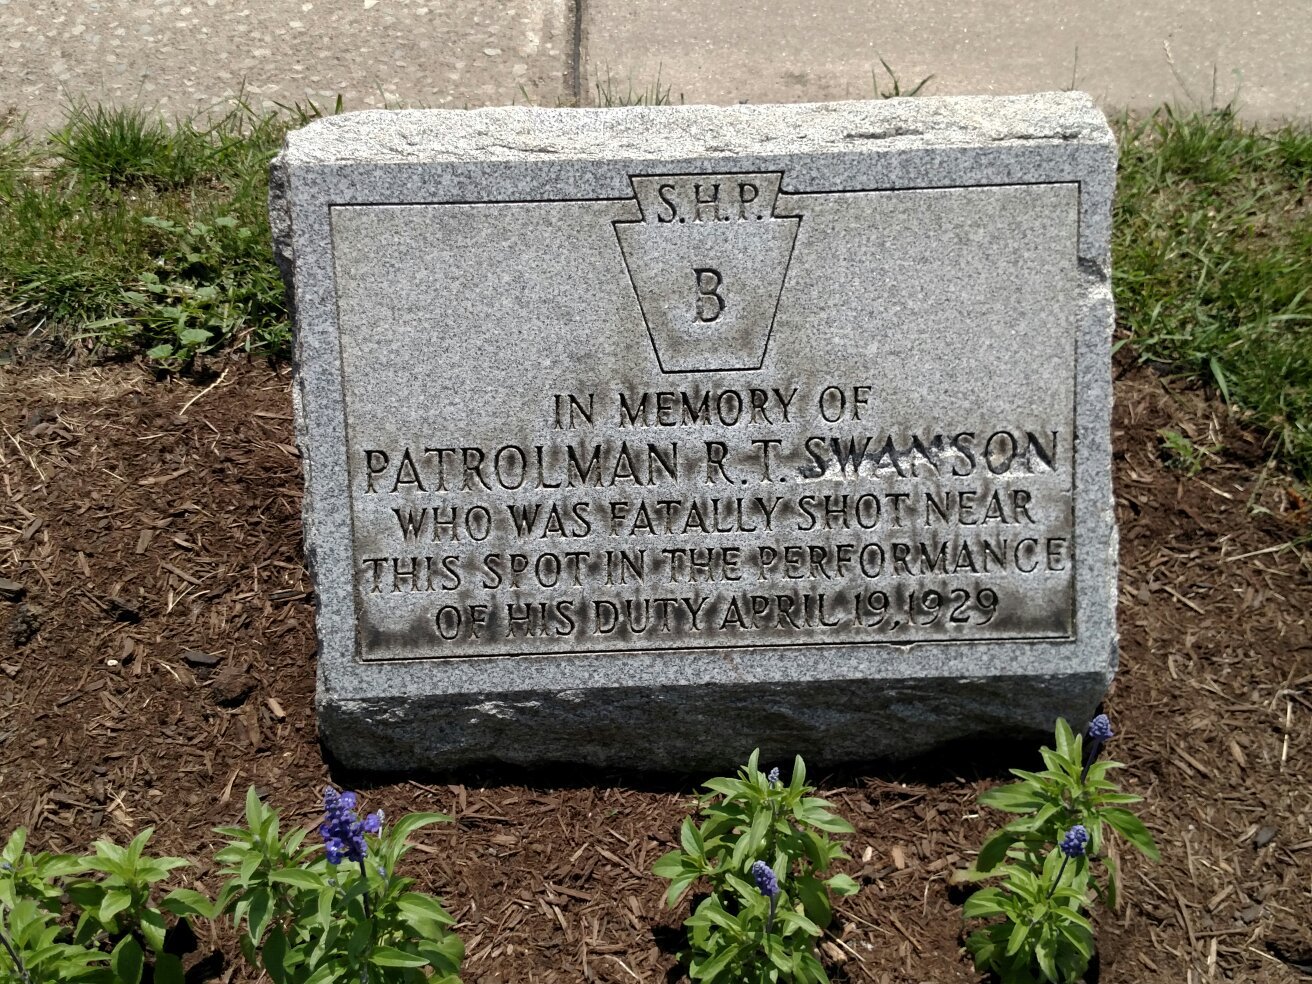 S.H.P.
B
IN MEMORY OF
PATROLMAN R.T. SWANSON
WHO WAS FATALLY SHOT NEAR
THIS SPOT IN THE PERFORMANCE
OF HIS DUTY APRIL 19, 1929